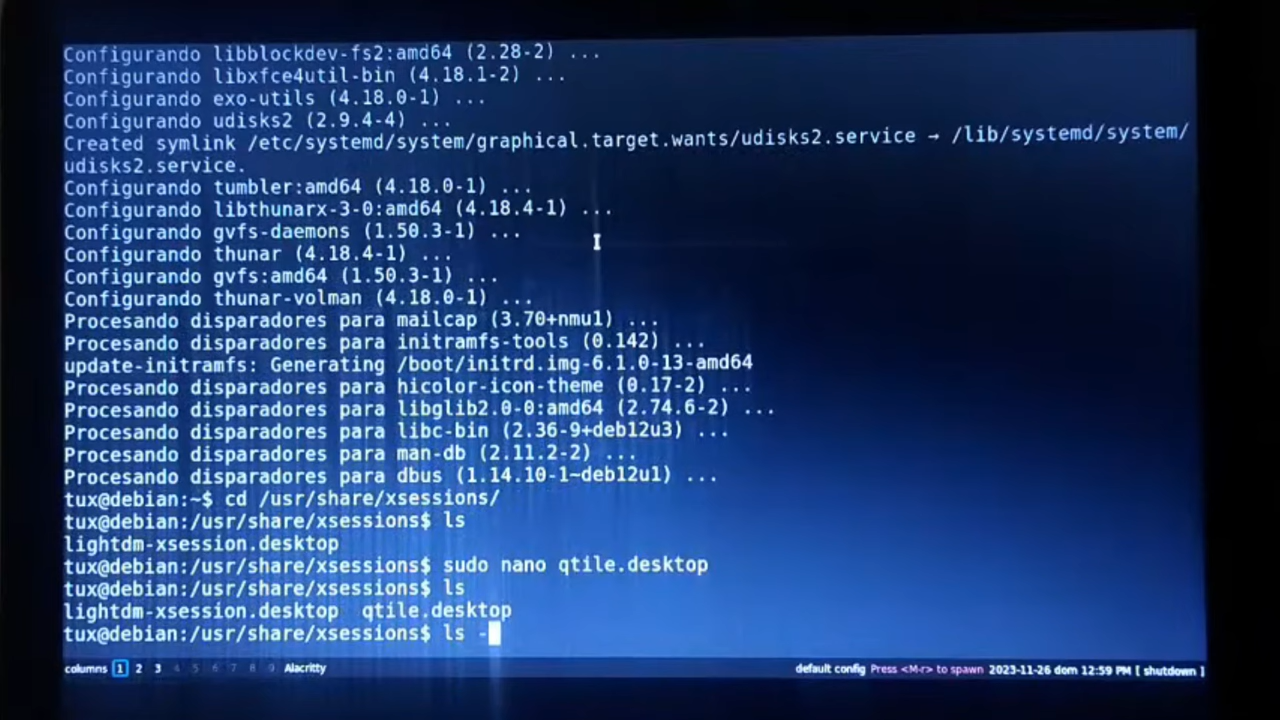 Configurando libblockdev-fs2:amd64 (2.28-2) ...
Configurando libxfce4util-bin (4.18.1-2) ...
Configurando exo-utils (4.18.0-1) ...
Configurando udisks2 (2.9.4-4) ...
Created symlink /etc/systemd/system/graphical.target.wants/udisks2.service → /lib/systemd/system/
udisks2.service.
Configurando tumbler:amd64 (4.18.0-1) ...
Configurando libthunarx-3-0:amd64 (4.18.4-1) ...
Configurando gvfs-daemons (1.50.3-1) ...
Configurando thunar (4.18.4-1) ...
Configurando gvfs:amd64 (1.50.3-1) ...
Configurando thunar-volman (4.18.0-1) ...
Procesando disparadores para mailcap (3.70+nmu1) ...
Procesando disparadores para initramfs-tools (0.142) ...
update-initramfs: Generating /boot/initrd.img-6.1.0-13-amd64
Procesando disparadores para hicolor-icon-theme (0.17-2) ...
Procesando disparadores para libglib2.0-0:amd64 (2.74.6-2) ...
Procesando disparadores para libc-bin (2.36-9+deb12u3) ...
Procesando disparadores para man-db (2.11.2-2) ...
Procesando disparadores para dbus (1.14.10-1~deb12u1) ...
tux@debian:~$ cd /usr/share/xsessions/
tux@debian:/usr/share/xsessions$ ls
lightdm-xsession.desktop
tux@debian:/usr/share/xsessions$ sudo nano qtile.desktop
tux@debian:/usr/share/xsessions$ ls
lightdm-xsession.desktop  qtile.desktop
tux@debian:/usr/share/xsessions$ ls -
columns 1 2 3 4 5 6 7 8 9 Alacritty default config Press <M-r> to spawn 2023-11-26 dom 12:59 PM [ shutdown ]